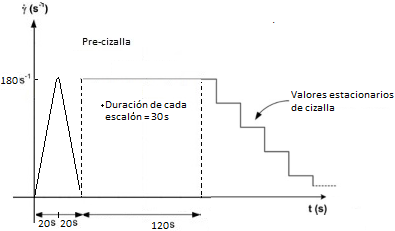 γ̇ (s⁻¹)
Pre-cizalla
180s⁻¹
•Duración de cada
escalón = 30s
Valores estacionarios
de cizalla
t (s)
20s 20s
120s